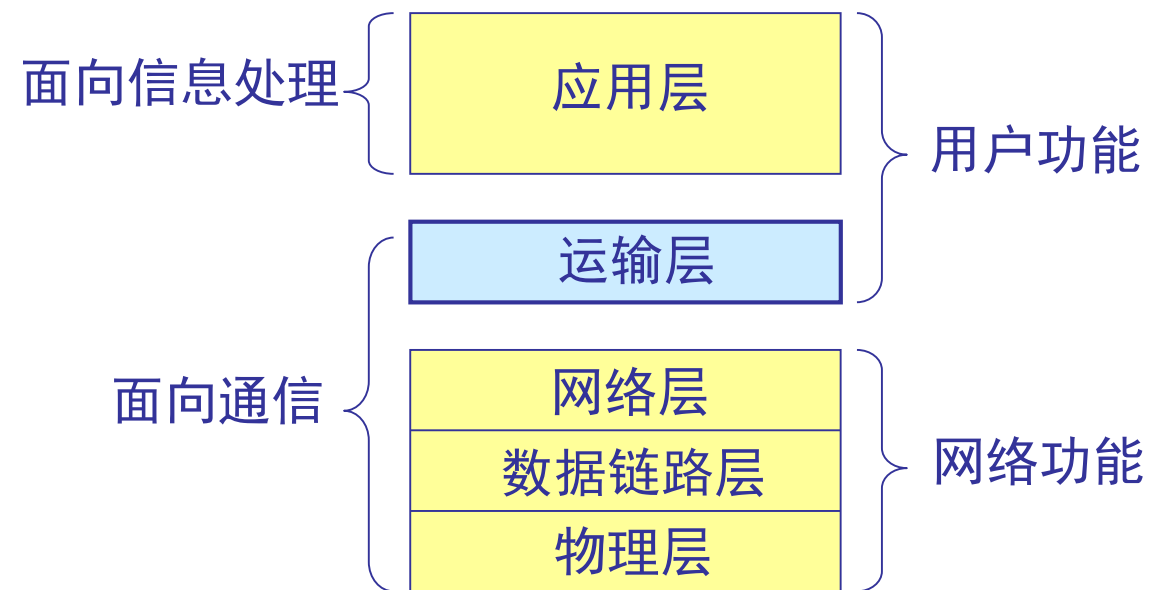 面向信息处理
应用层
用户功能
运输层
面向通信
网络层
数据链路层
网络功能
物理层